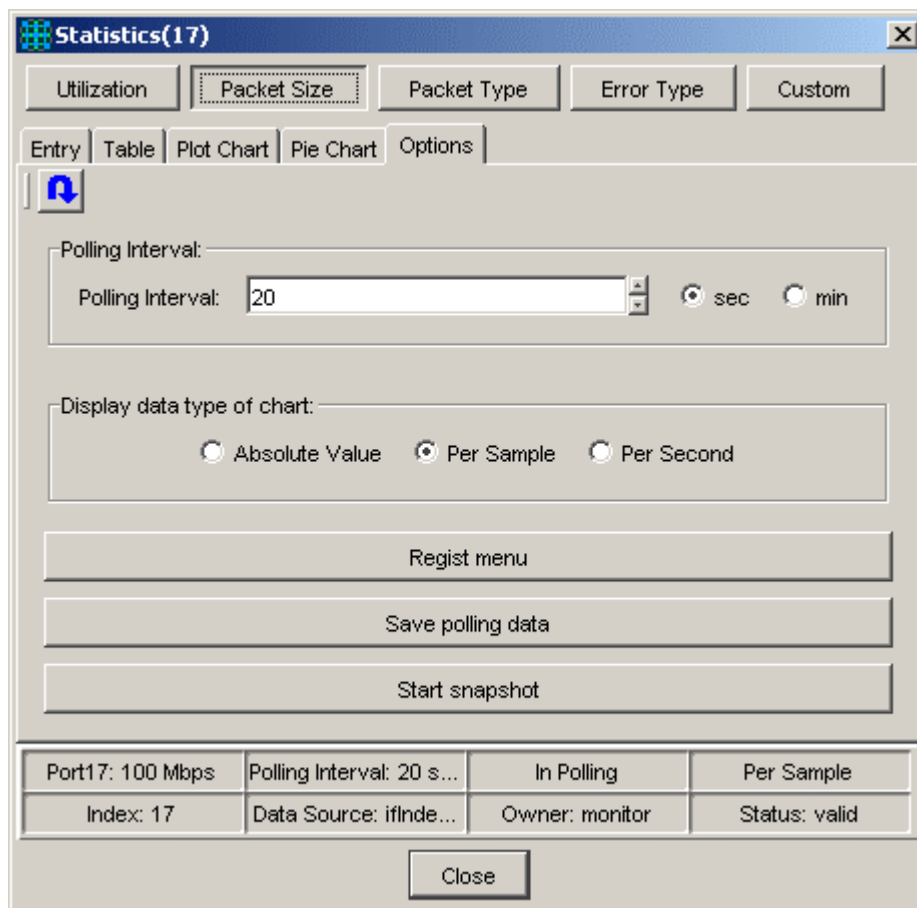 Statistics(17)
Utilization Packet Size Packet Type Error Type Custom
Entry Table Plot Chart Pie Chart Options
Polling Interval:
Polling Interval: 20 sec min
Display data type of chart:
Absolute Value Per Sample Per Second
Regist menu
Save polling data
Start snapshot
Port17: 100 Mbps Polling Interval: 20 s... In Polling Per Sample
Index: 17 Data Source: ifInde... Owner: monitor Status: valid
Close